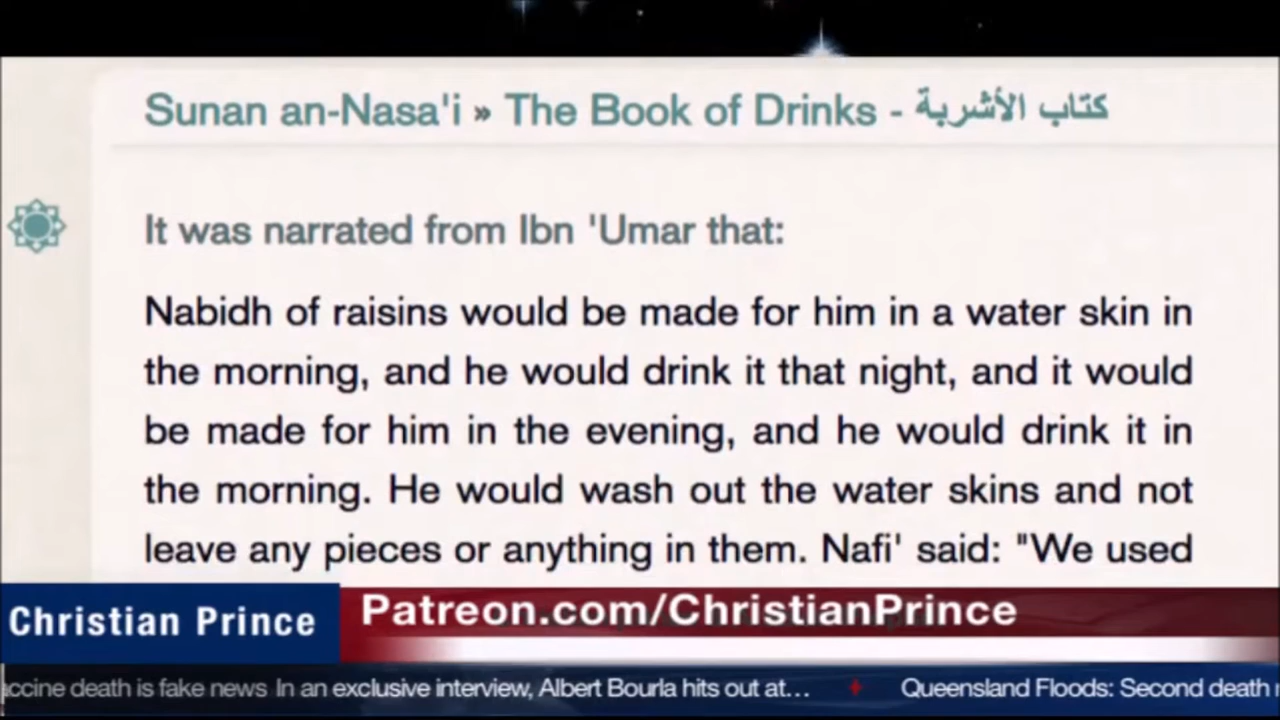 Sunan an-Nasa'i » The Book of Drinks - كتاب الأشربة
It was narrated from Ibn 'Umar that:
Nabidh of raisins would be made for him in a water skin in
the morning, and he would drink it that night, and it would
be made for him in the evening, and he would drink it in
the morning. He would wash out the water skins and not
leave any pieces or anything in them. Nafi' said: "We used
Christian Prince
Patreon.com/ChristianPrince
death is fake news In an exclusive interview, Albert Bourla hits out at… Queensland Floods: Second death